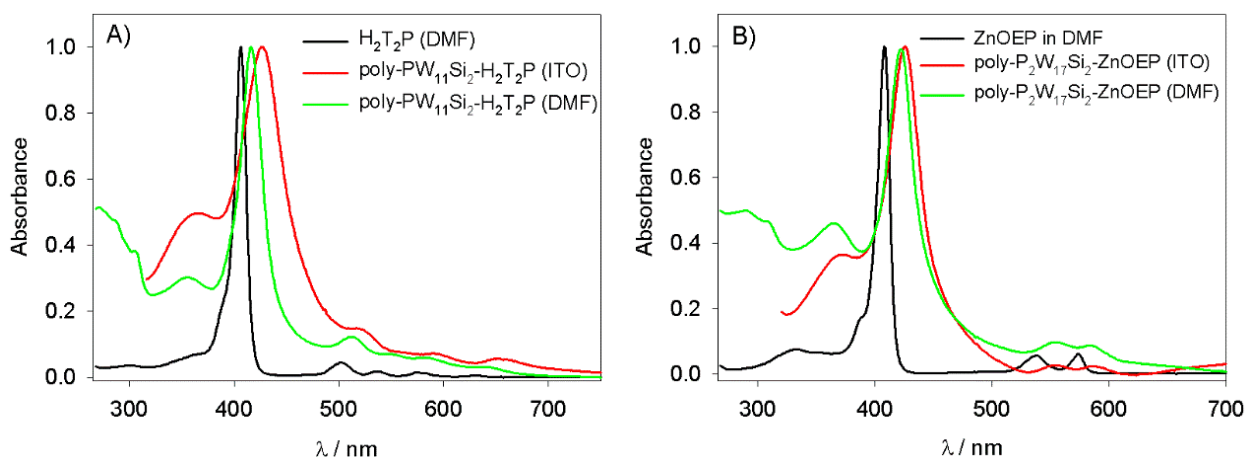 A)
H₂T₂P (DMF)
poly-PW₁₁Si₂-H₂T₂P (ITO)
poly-PW₁₁Si₂-H₂T₂P (DMF)
Absorbance
1.0
0.8
0.6
0.4
0.2
0.0
300 400 500 600 700
λ / nm
B)
ZnOEP in DMF
poly-P₂W₁₇Si₂-ZnOEP (ITO)
poly-P₂W₁₇Si₂-ZnOEP (DMF)
Absorbance
1.0
0.8
0.6
0.4
0.2
0.0
300 400 500 600 700
λ / nm